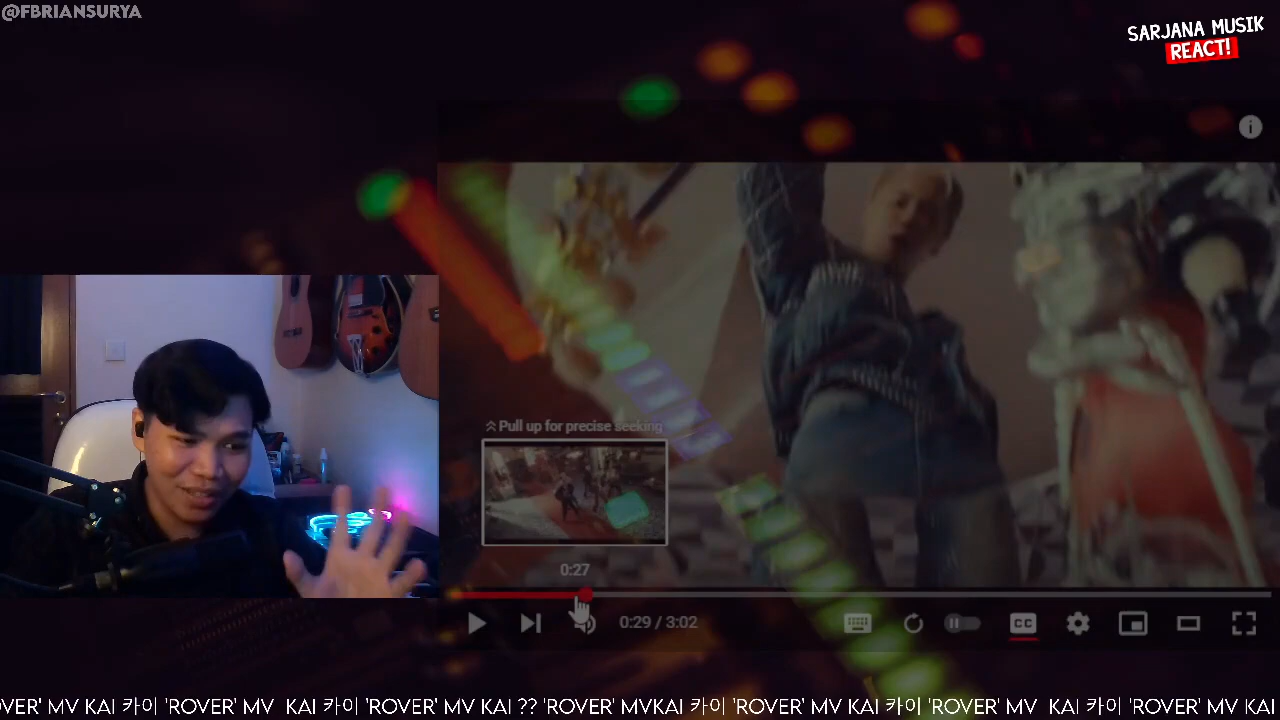 @FBRIANSURYA
SARJANA MUSIK
REACT!
Pull up for precise seeking
0:27
0:29 / 3:02
CC
OVER' MV KAI 카이 'ROVER' MV  KAI 카이 'ROVER' MV KAI ?? 'ROVER' MVKAI 카이 'ROVER' MV KAI 카이 'ROVER' MV  KAI 카이 'ROVER' MV KAI